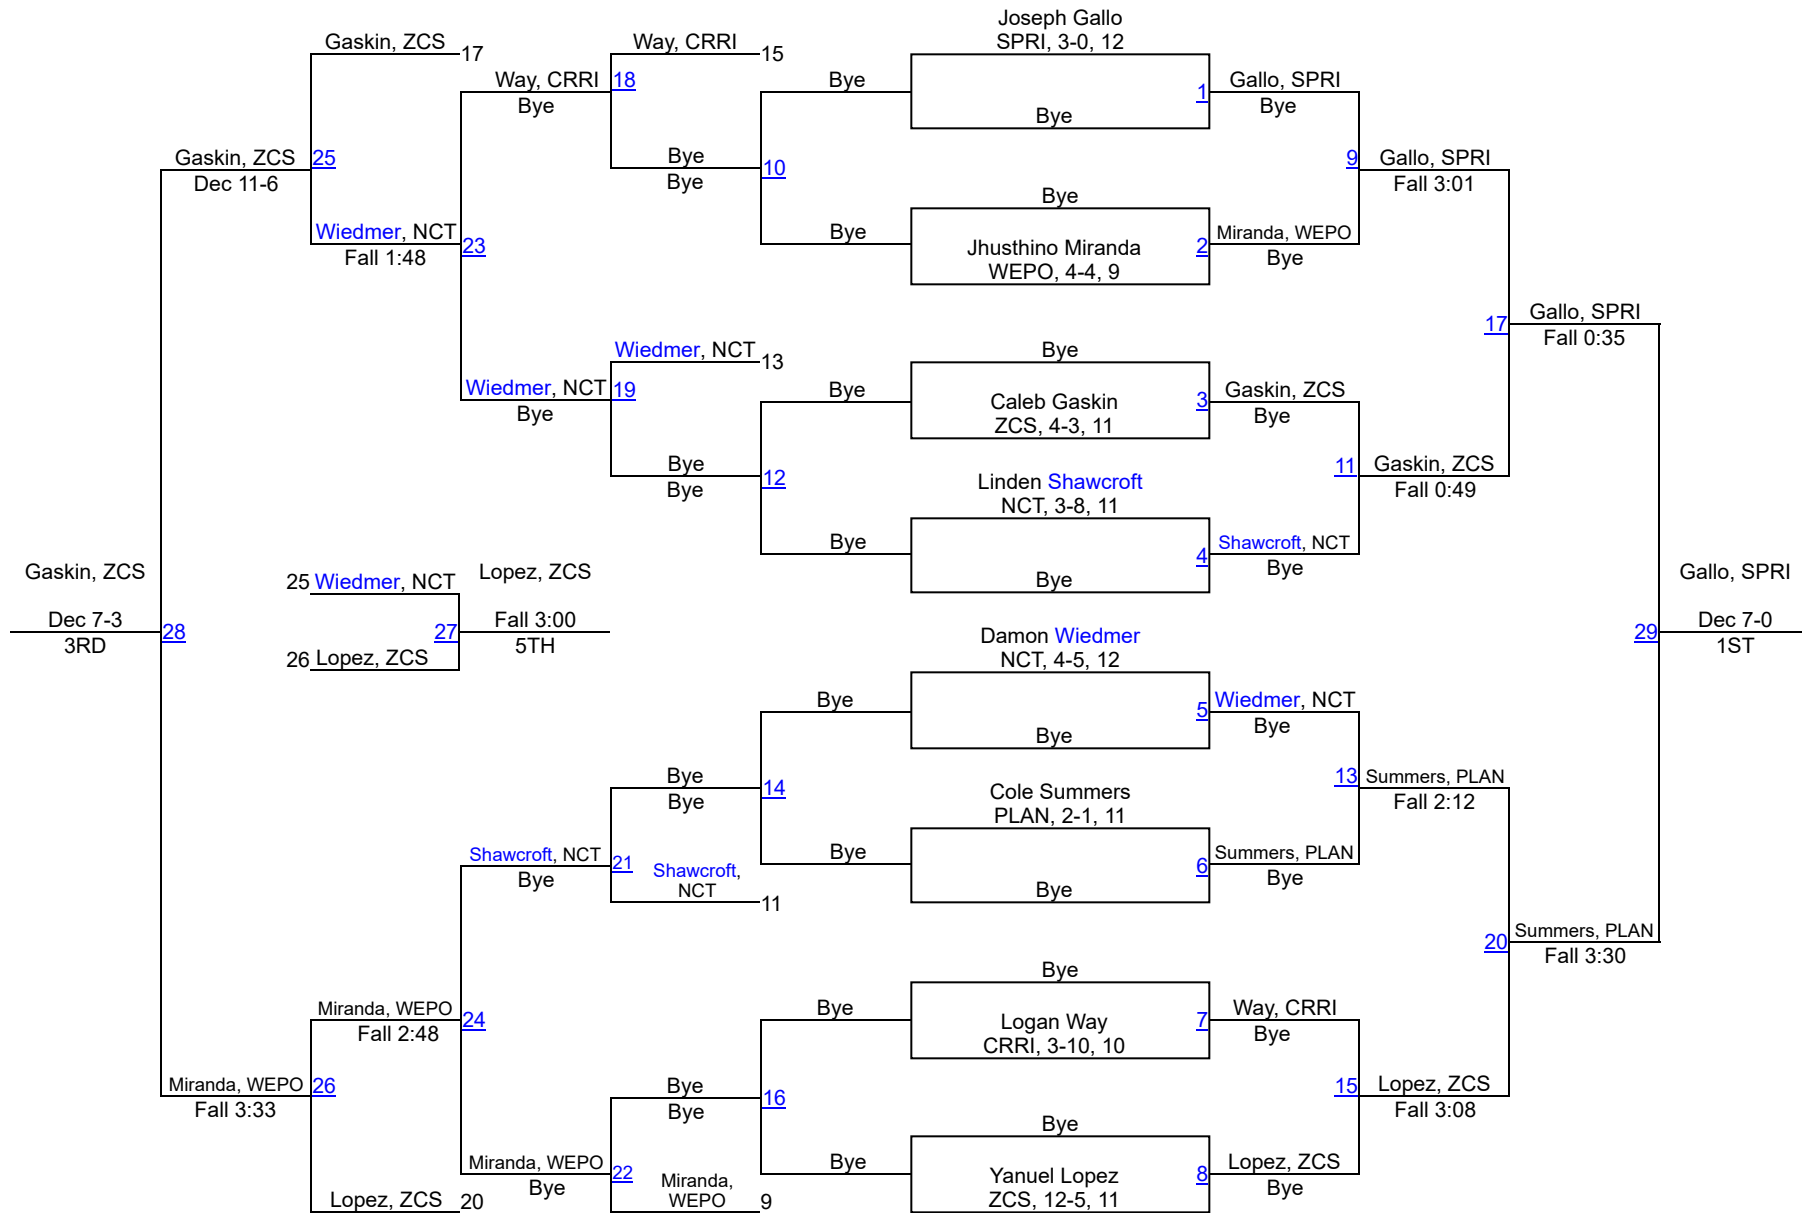 Joseph Gallo
SPRI, 3-0, 12
Gaskin, ZCS
17
Way, CRRI
15
Way, CRRI
Bye
18
Bye
Bye
1
Gallo, SPRI
Bye
Gaskin, ZCS
Dec 11-6
25
Bye
Bye
10
9
Gallo, SPRI
Fall 3:01
Bye
Wiedmer, NCT
Fall 1:48
23
Bye
Jhusthino Miranda
WEPO, 4-4, 9
2
Miranda, WEPO
Bye
17
Gallo, SPRI
Fall 0:35
Wiedmer, NCT
13
Bye
Wiedmer, NCT
Bye
19
Bye
Caleb Gaskin
ZCS, 4-3, 11
3
Gaskin, ZCS
Bye
Bye
Bye
12
Linden Shawcroft
NCT, 3-8, 11
11
Gaskin, ZCS
Fall 0:49
Bye
4
Bye
Shawcroft, NCT
Bye
Gaskin, ZCS
Dec 7-3
3RD
28
25 Wiedmer, NCT
26 Lopez, ZCS
27
Lopez, ZCS
Fall 3:00
5TH
Gallo, SPRI
29
Dec 7-0
1ST
Damon Wiedmer
NCT, 4-5, 12
Bye
Bye
5
Wiedmer, NCT
Bye
Bye
Bye
14
Cole Summers
PLAN, 2-1, 11
13
Summers, PLAN
Fall 2:12
Shawcroft, NCT
Bye
21
Shawcroft,
NCT
11
Bye
Bye
6
Summers, PLAN
Bye
20
Summers, PLAN
Fall 3:30
Bye
Miranda, WEPO
Fall 2:48
24
Bye
Logan Way
CRRI, 3-10, 10
7
Way, CRRI
Bye
Miranda, WEPO
Fall 3:33
26
Bye
Bye
16
15
Lopez, ZCS
Fall 3:08
Bye
Miranda, WEPO
Bye
22
Miranda,
WEPO
9
Bye
Yanuel Lopez
ZCS, 12-5, 11
8
Lopez, ZCS
Bye
Lopez, ZCS
20